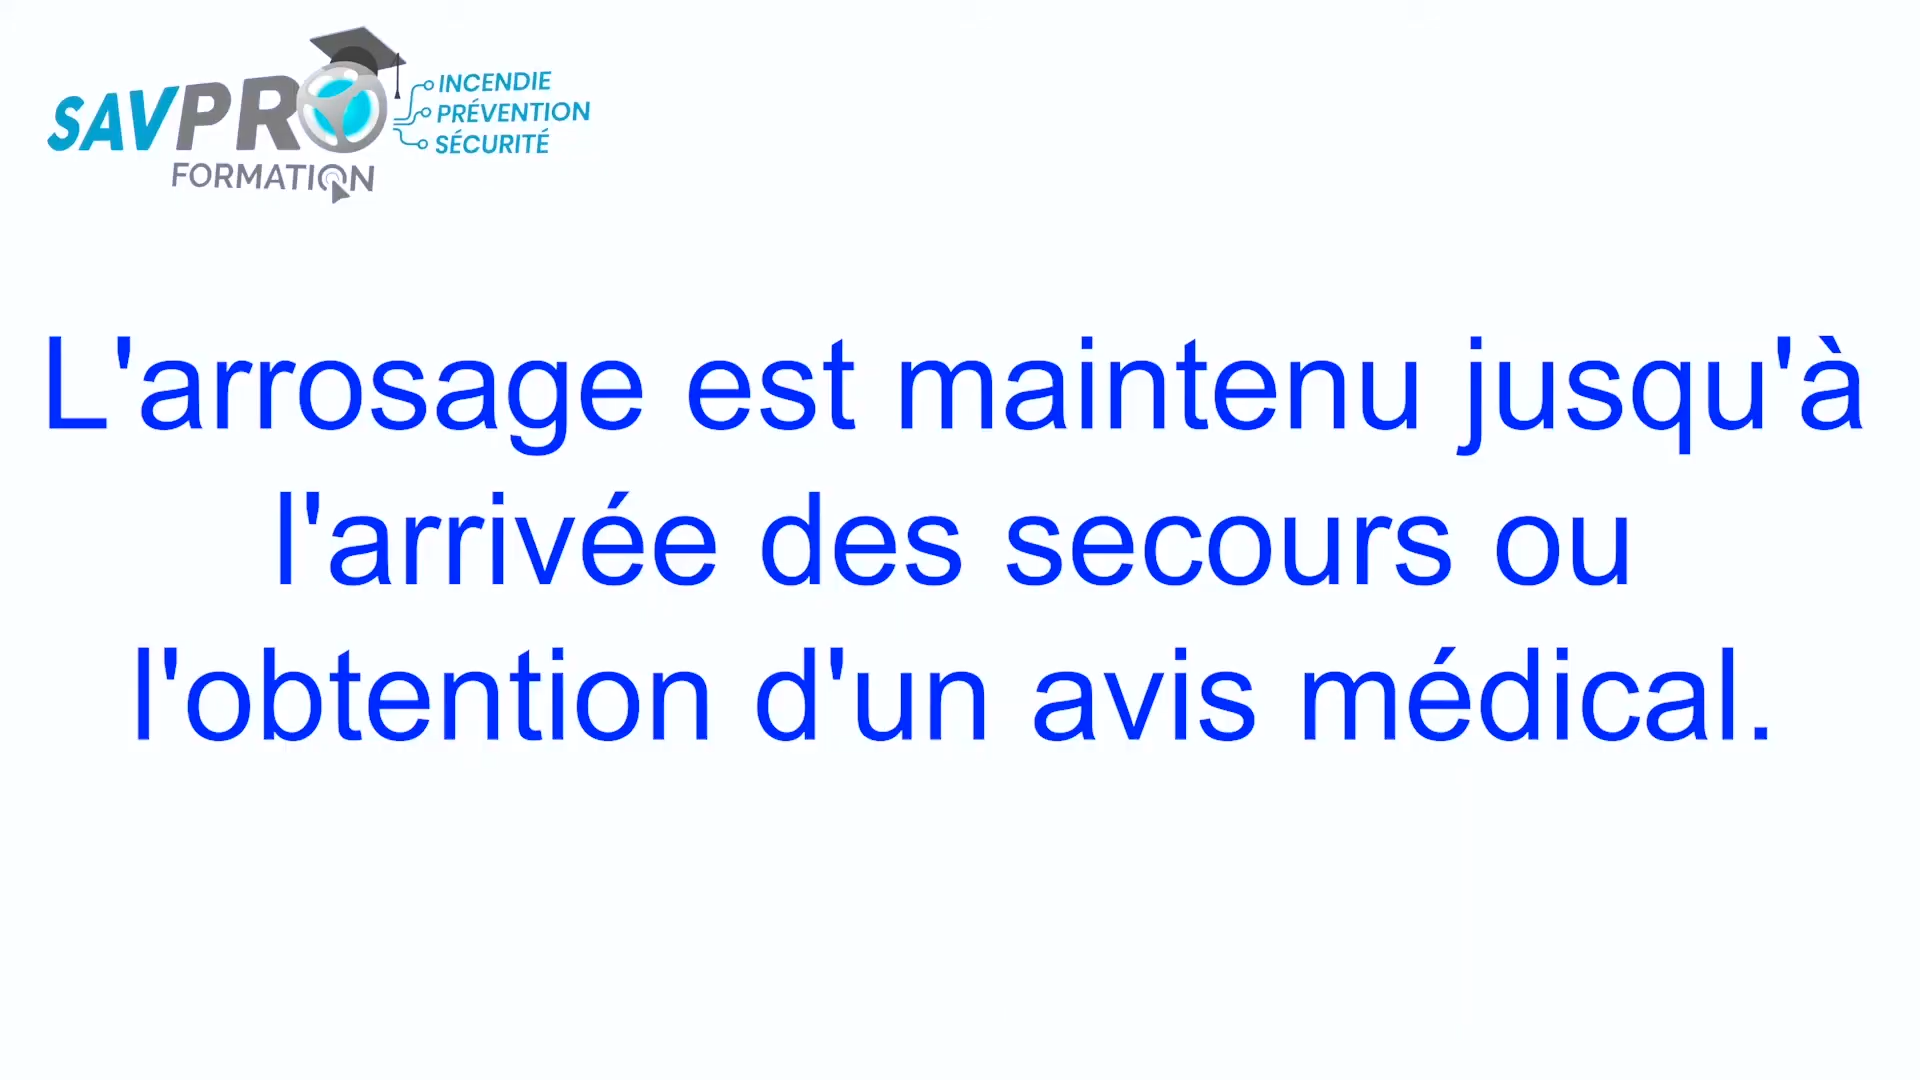 SAVPRO
FORMATION
INCENDIE
PRÉVENTION
SÉCURITÉ
L'arrosage est maintenu jusqu'à
l'arrivée des secours ou
l'obtention d'un avis médical.